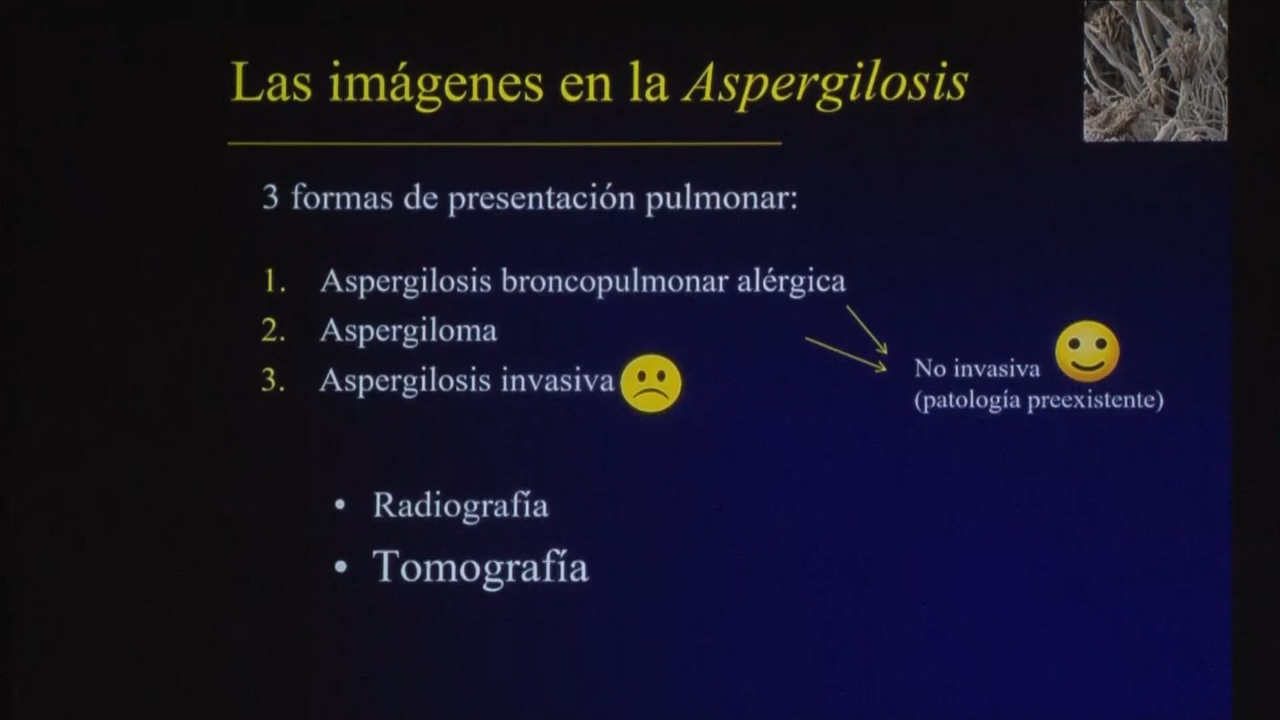 Las imágenes en la Aspergilosis
3 formas de presentación pulmonar:
1. Aspergilosis broncopulmonar alérgica
2. Aspergiloma
3. Aspergilosis invasiva
No invasiva
(patología preexistente)
• Radiografía
• Tomografía